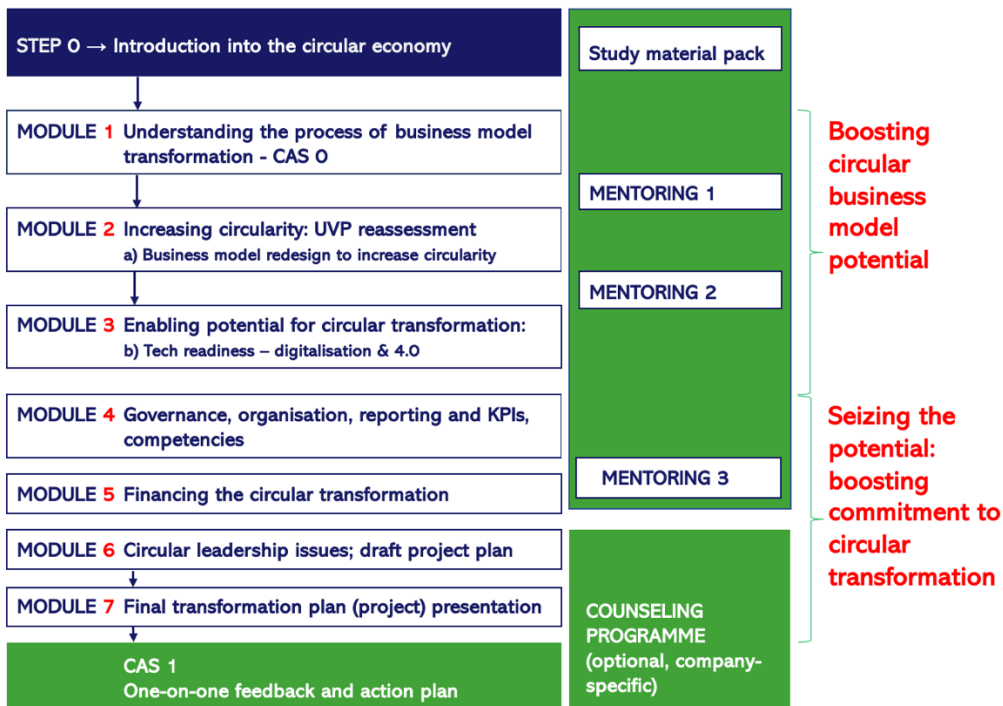 STEP 0 → Introduction into the circular economy
MODULE 1 Understanding the process of business model
transformation - CAS 0
MODULE 2 Increasing circularity: UVP reassessment
a) Business model redesign to increase circularity
MODULE 3 Enabling potential for circular transformation:
b) Tech readiness – digitalisation & 4.0
MODULE 4 Governance, organisation, reporting and KPIs,
competencies
MODULE 5 Financing the circular transformation
MODULE 6 Circular leadership issues; draft project plan
MODULE 7 Final transformation plan (project) presentation
CAS 1
One-on-one feedback and action plan
Study material pack
MENTORING 1
MENTORING 2
MENTORING 3
COUNSELING
PROGRAMME
(optional, company-
specific)
Boosting
circular
business
model
potential
Seizing the
potential:
boosting
commitment to
circular
transformation